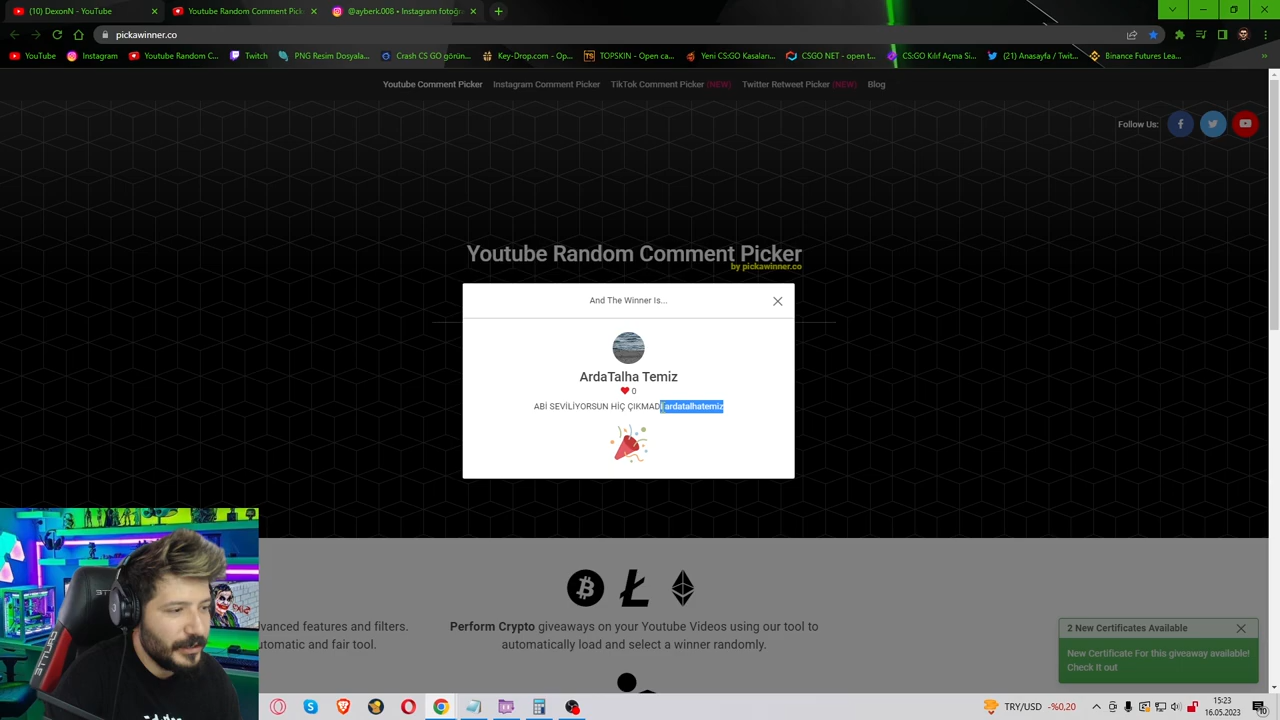 (10) DexonN - YouTube
Youtube Random Comment Picker f
@ayberk.008 • Instagram fotoğr
pickawinner.co
YouTube
Instagram
Youtube Random C...
Twitch
PNG Resim Dosyala...
Crash CS GO görün...
Key-Drop.com - Op...
TOPSKIN - Open ca...
Yeni CS:GO Kasaları...
CSGO NET - open t...
CS:GO Kılıf Açma Si...
(21) Anasayfa / Twit...
Binance Futures Lea...
»
Youtube Comment Picker
Instagram Comment Picker
TikTok Comment Picker (NEW)
Twitter Retweet Picker (NEW)
Blog
Follow Us:
Youtube Random Comment Picker
by pickawinner.co
And The Winner Is...
ArdaTalha Temiz
0
ABİ SEVİLİYORSUN HİÇ ÇIKMADI ardatalhatemiz
vanced features and filters.
utomatic and fair tool.
Perform Crypto giveaways on your Youtube Videos using our tool to
automatically load and select a winner randomly.
2 New Certificates Available
New Certificate For this giveaway available!
Check It out
TRY/USD -%0,20
15:23
16.05.2023
10